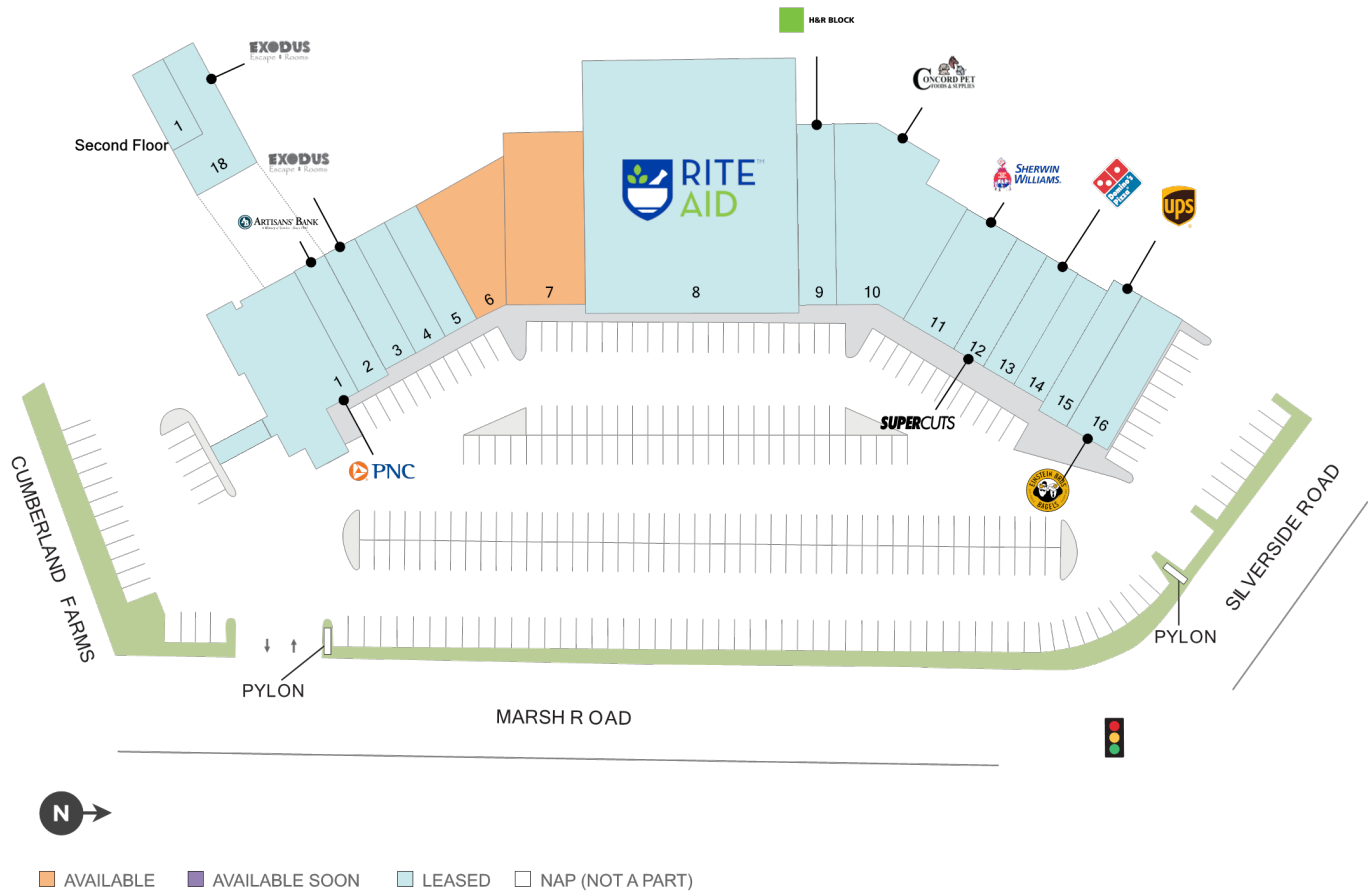 H&R BLOCK
EXODUS
Escape Rooms
CONCORD PET
FOODS & SUPPLIES
1
Second Floor
18
EXODUS
Escape Rooms
ARTISANS' BANK
RITE
AID
SHERWIN
WILLIAMS.
Domino's
Pizza
ups
1
2
3
4
5
6
7
8
9
10
11
12
13
14
15
16
SUPERCUTS
PNC
EINSTEIN BROS
BAGELS
CUMBERLAND FARMS
SILVERSIDE ROAD
PYLON
PYLON
MARSH R OAD
N
AVAILABLE
AVAILABLE SOON
LEASED
NAP (NOT A PART)